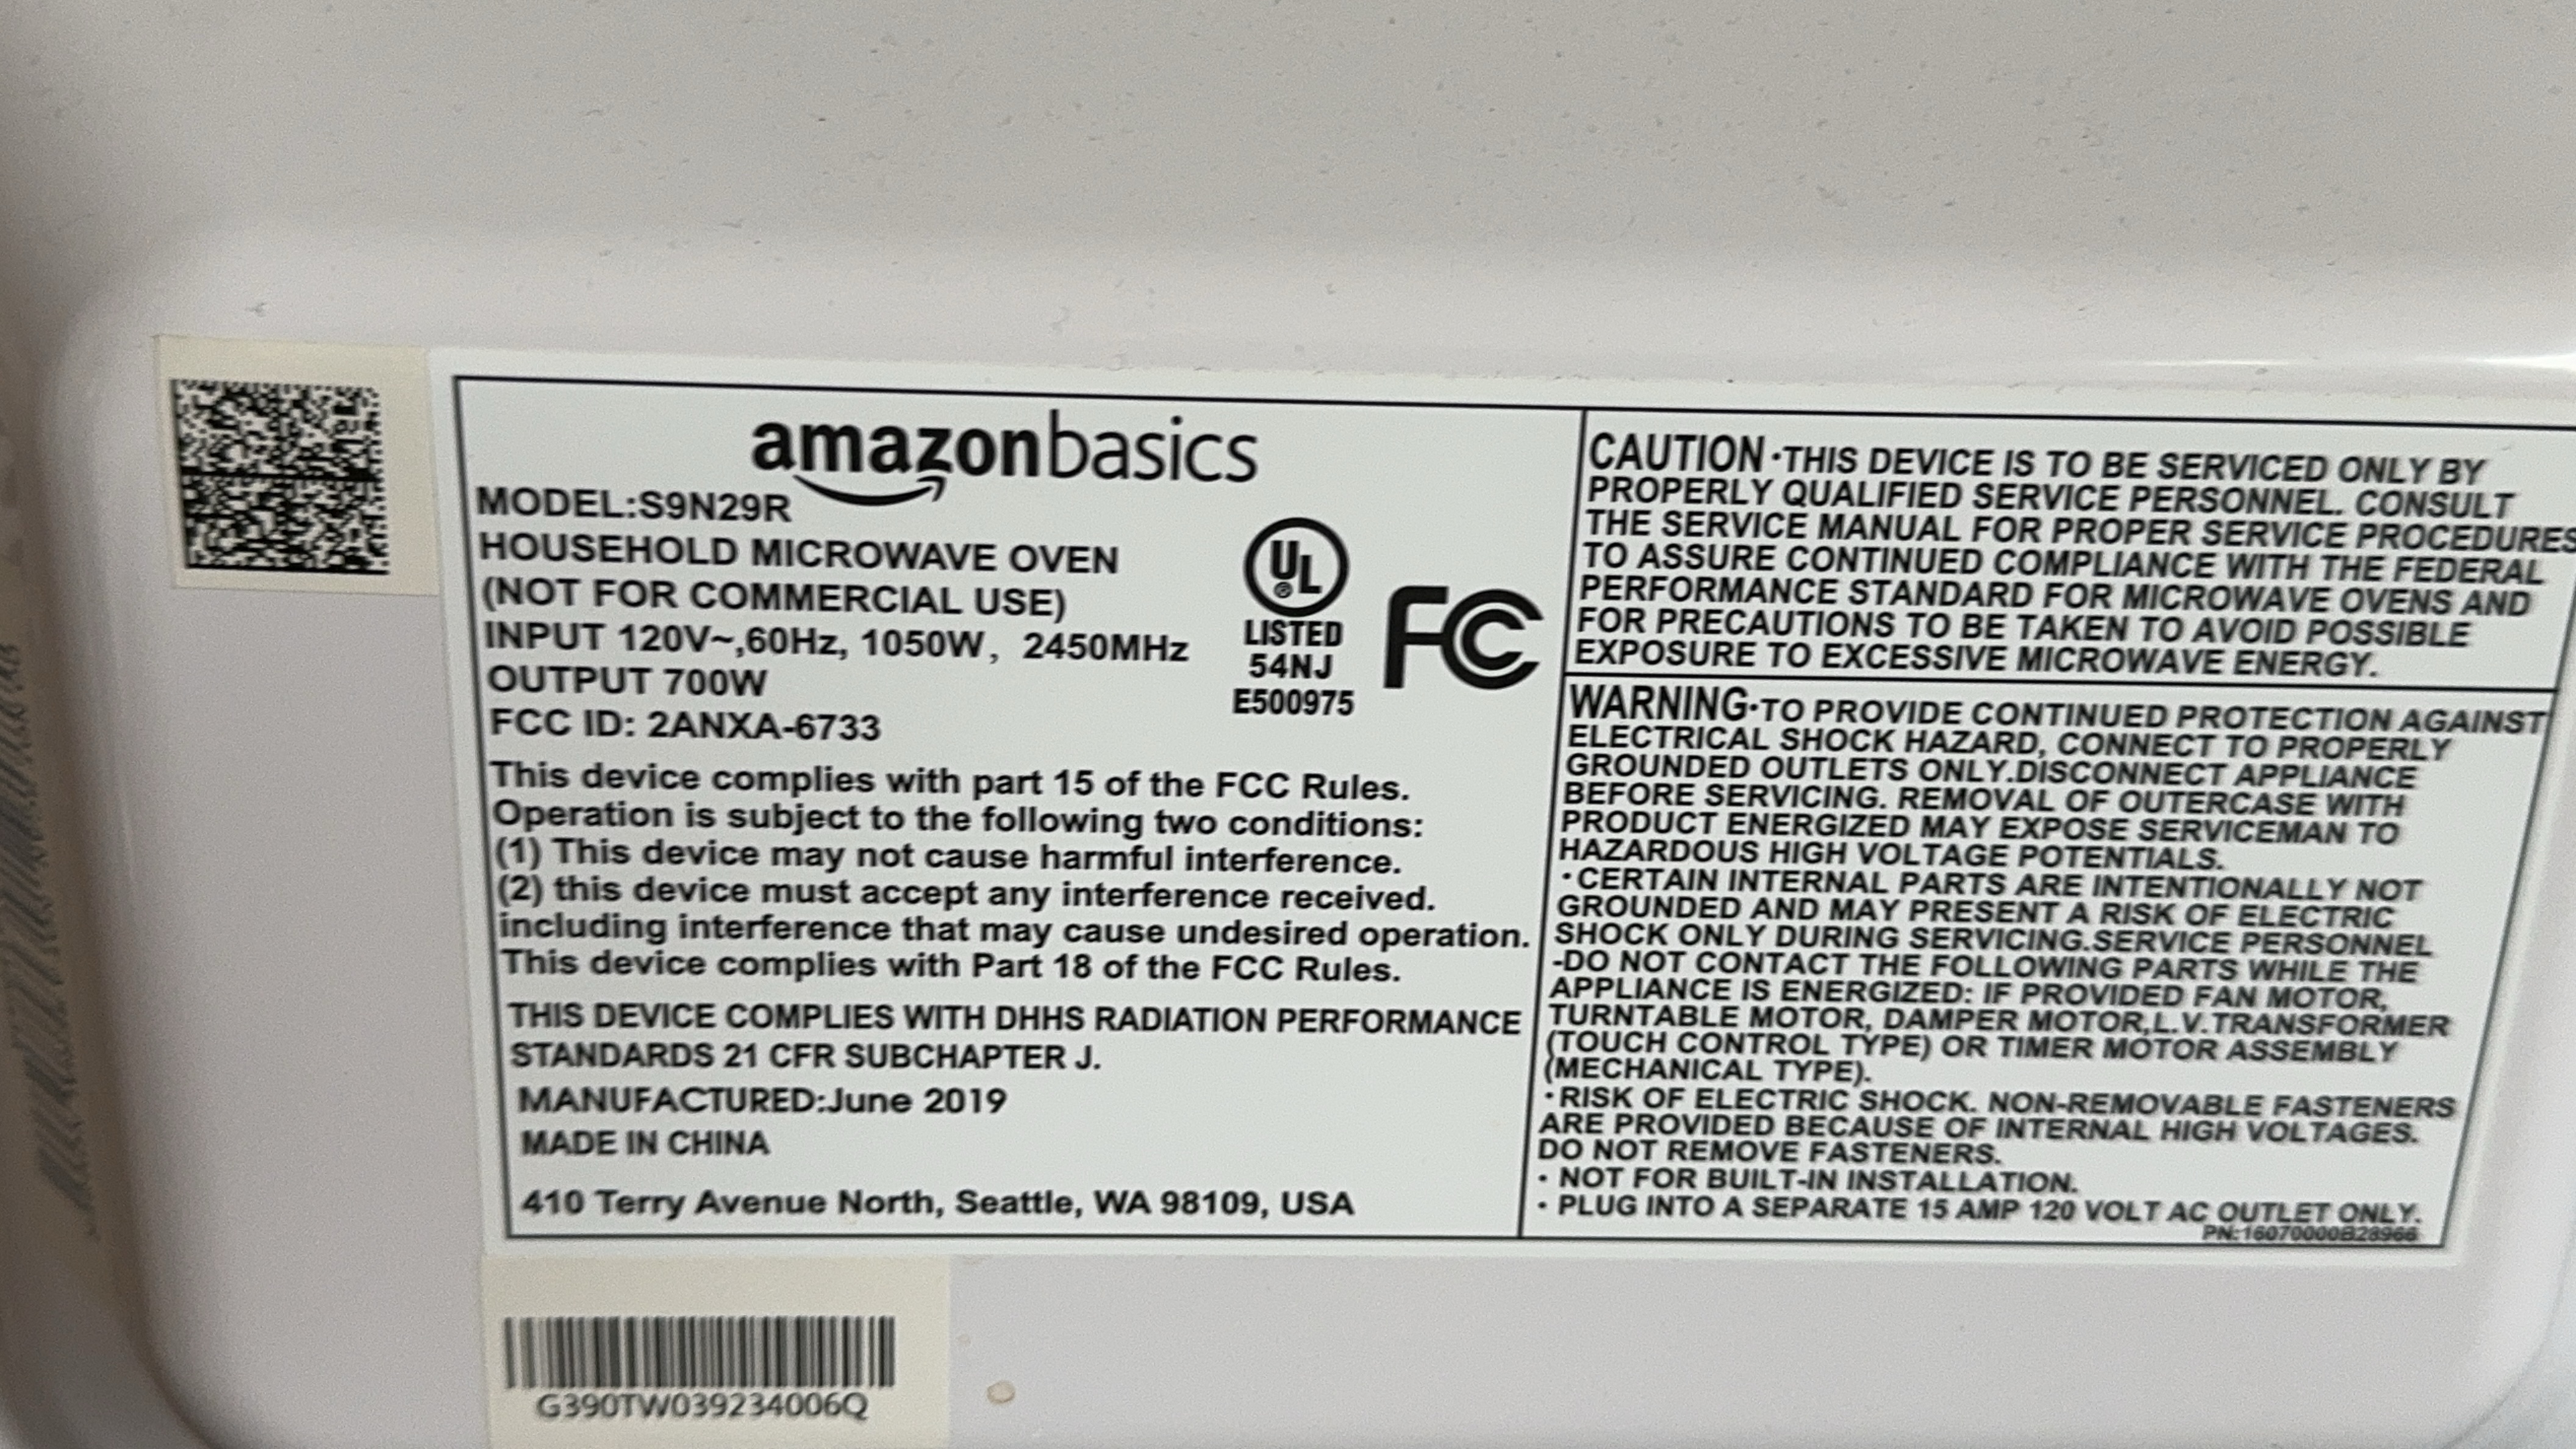 amazonbasics
MODEL:S9N29R
HOUSEHOLD MICROWAVE OVEN
(NOT FOR COMMERCIAL USE)
INPUT 120V~,60Hz, 1050W, 2450MHz
OUTPUT 700W
FCC ID: 2ANXA-6733
UL
®
LISTED
54NJ
E500975
FC
This device complies with part 15 of the FCC Rules.
Operation is subject to the following two conditions:
(1) This device may not cause harmful interference.
(2) this device must accept any interference received.
including interference that may cause undesired operation.
This device complies with Part 18 of the FCC Rules.
THIS DEVICE COMPLIES WITH DHHS RADIATION PERFORMANCE
STANDARDS 21 CFR SUBCHAPTER J.
MANUFACTURED:June 2019
MADE IN CHINA
410 Terry Avenue North, Seattle, WA 98109, USA
CAUTION·THIS DEVICE IS TO BE SERVICED ONLY BY
PROPERLY QUALIFIED SERVICE PERSONNEL. CONSULT
THE SERVICE MANUAL FOR PROPER SERVICE PROCEDURES
TO ASSURE CONTINUED COMPLIANCE WITH THE FEDERAL
PERFORMANCE STANDARD FOR MICROWAVE OVENS AND
FOR PRECAUTIONS TO BE TAKEN TO AVOID POSSIBLE
EXPOSURE TO EXCESSIVE MICROWAVE ENERGY.
WARNING·TO PROVIDE CONTINUED PROTECTION AGAINST
ELECTRICAL SHOCK HAZARD, CONNECT TO PROPERLY
GROUNDED OUTLETS ONLY.DISCONNECT APPLIANCE
BEFORE SERVICING. REMOVAL OF OUTERCASE WITH
PRODUCT ENERGIZED MAY EXPOSE SERVICEMAN TO
HAZARDOUS HIGH VOLTAGE POTENTIALS.
·CERTAIN INTERNAL PARTS ARE INTENTIONALLY NOT
GROUNDED AND MAY PRESENT A RISK OF ELECTRIC
SHOCK ONLY DURING SERVICING.SERVICE PERSONNEL
-DO NOT CONTACT THE FOLLOWING PARTS WHILE THE
APPLIANCE IS ENERGIZED: IF PROVIDED FAN MOTOR,
TURNTABLE MOTOR, DAMPER MOTOR,L.V.TRANSFORMER
(TOUCH CONTROL TYPE) OR TIMER MOTOR ASSEMBLY
(MECHANICAL TYPE).
·RISK OF ELECTRIC SHOCK. NON-REMOVABLE FASTENERS
ARE PROVIDED BECAUSE OF INTERNAL HIGH VOLTAGES.
DO NOT REMOVE FASTENERS.
· NOT FOR BUILT-IN INSTALLATION.
· PLUG INTO A SEPARATE 15 AMP 120 VOLT AC OUTLET ONLY.
PN:16070000B28966
G390TW039234006Q